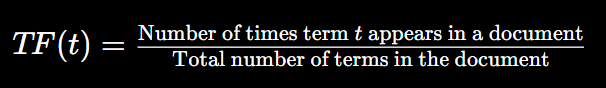 TF(t) = Number of times term t appears in a document
Total number of terms in the document